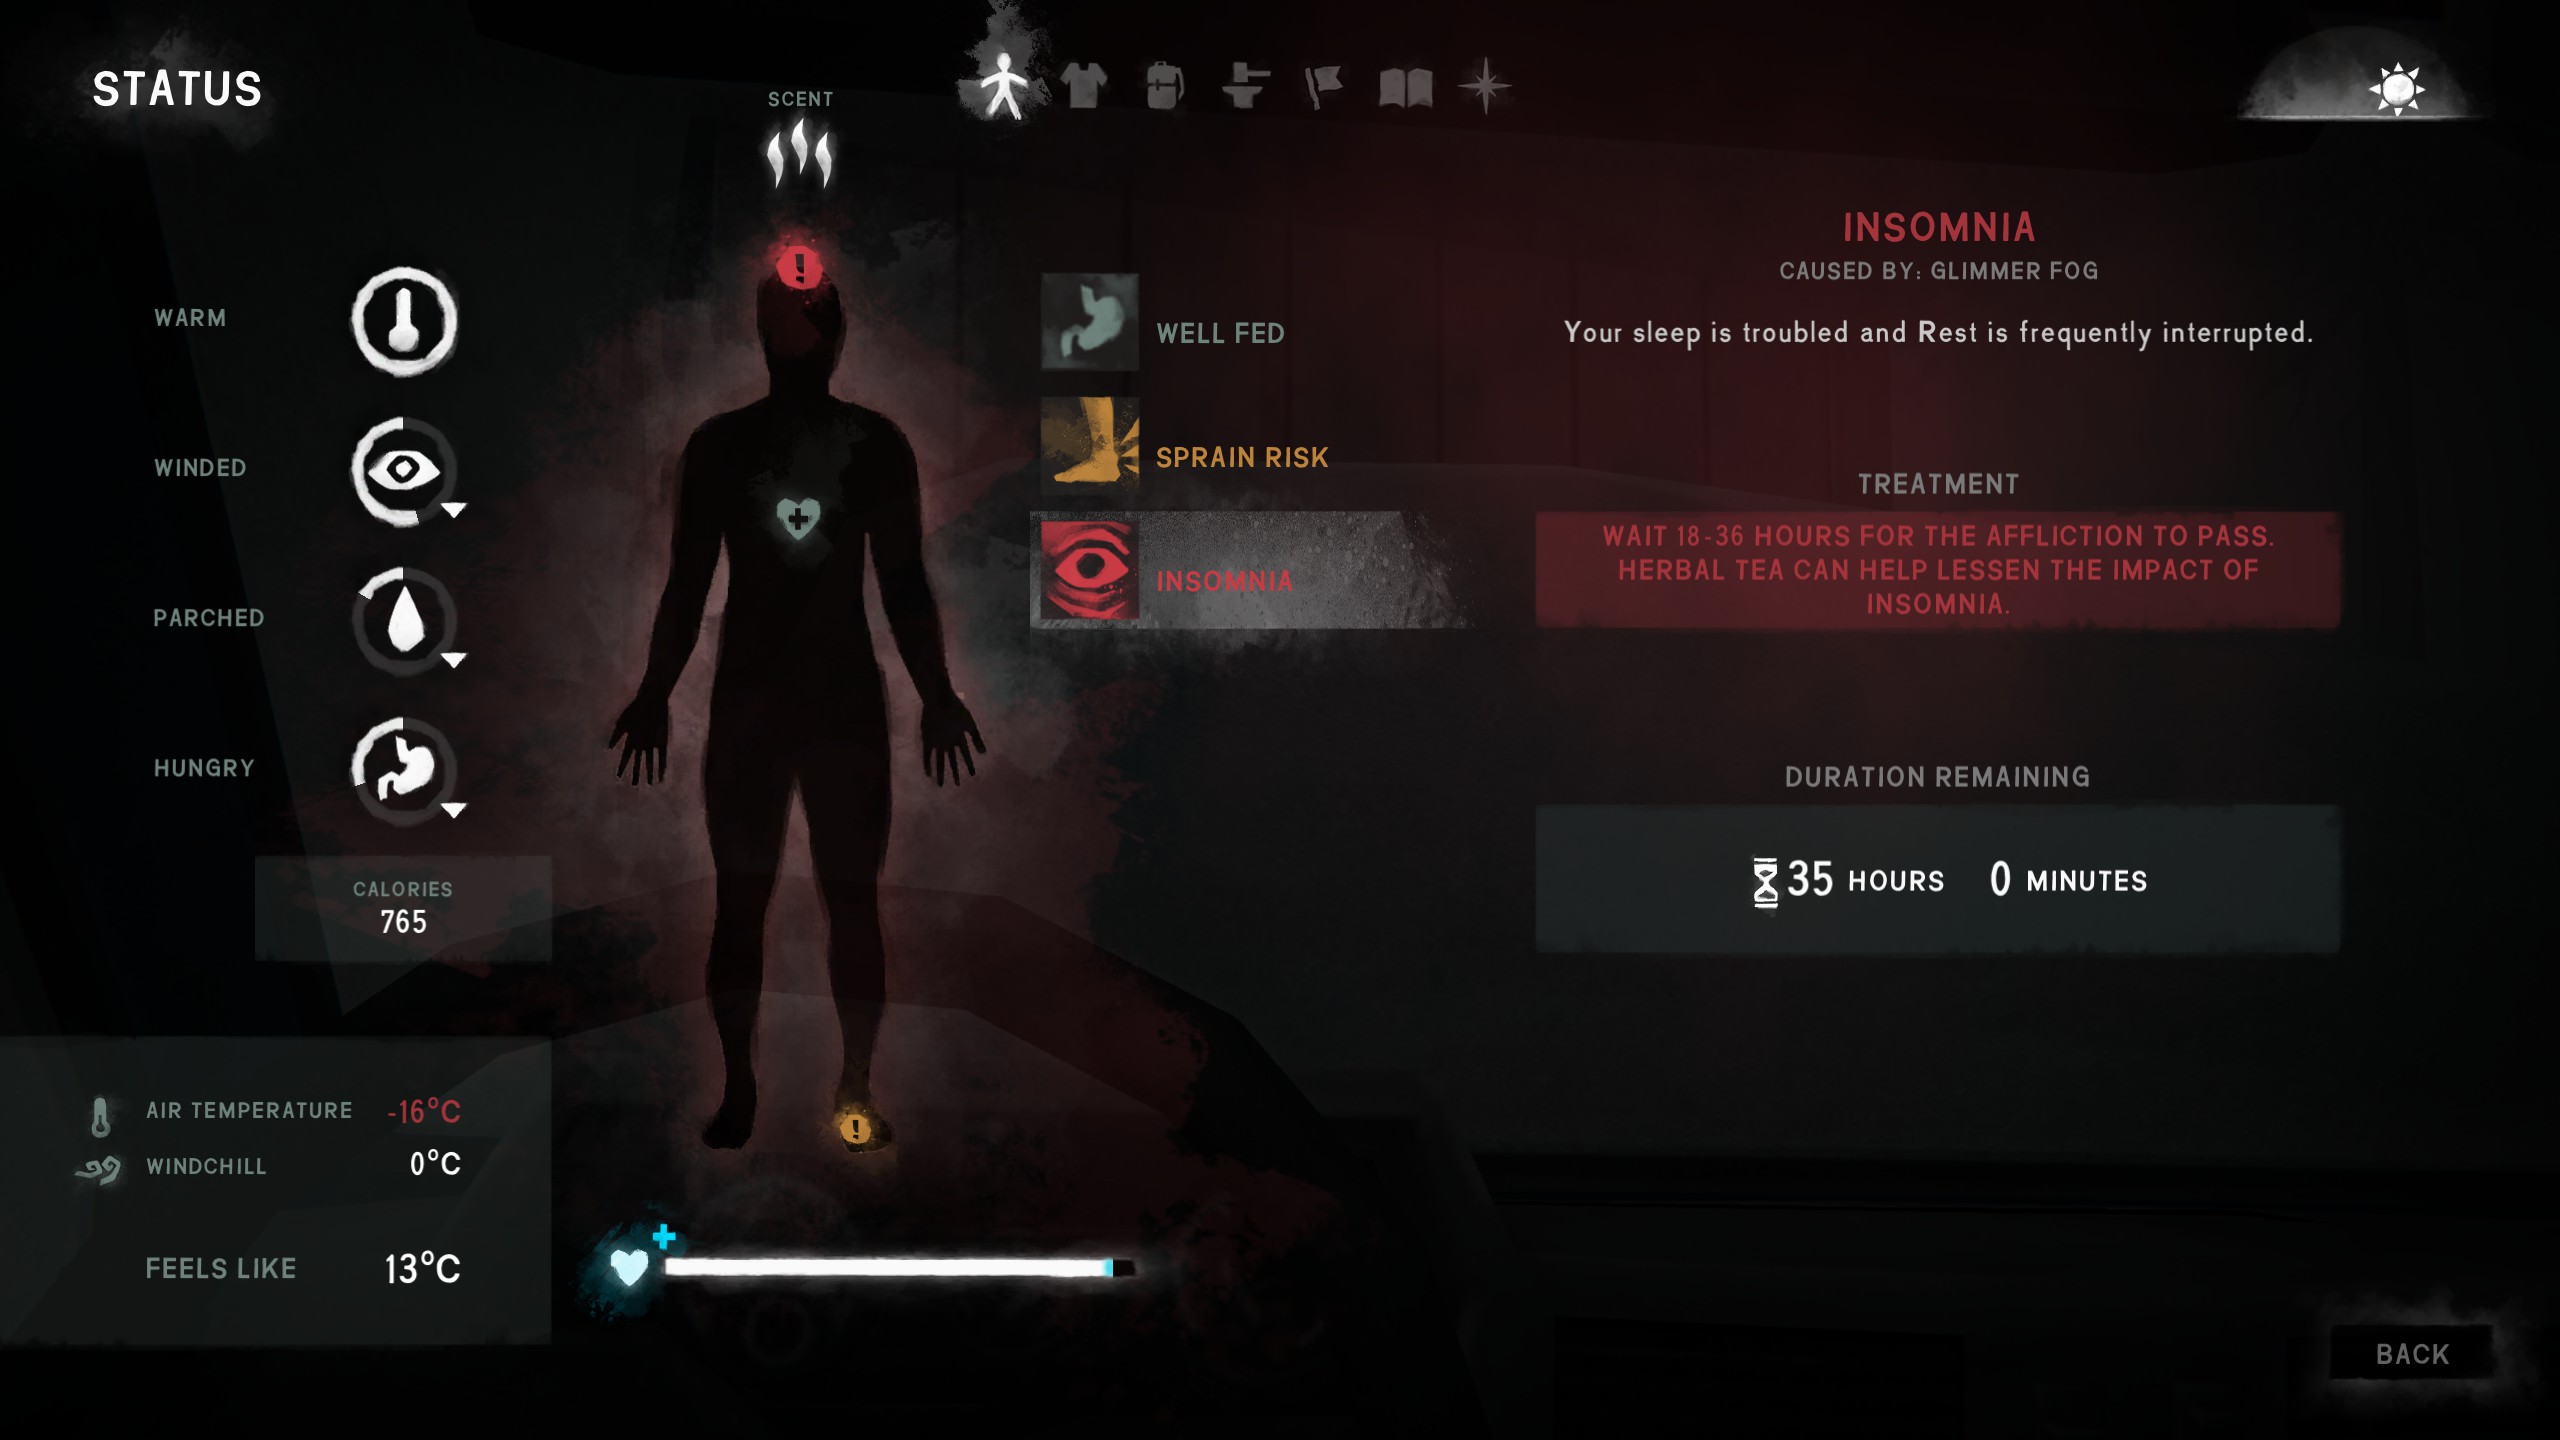 STATUS
SCENT
WARM
WINDED
PARCHED
HUNGRY
CALORIES
765
AIR TEMPERATURE -16°C
WINDCHILL 0°C
FEELS LIKE 13°C
WELL FED
SPRAIN RISK
INSOMNIA
INSOMNIA
CAUSED BY: GLIMMER FOG
Your sleep is troubled and Rest is frequently interrupted.
TREATMENT
WAIT 18-36 HOURS FOR THE AFFLICTION TO PASS.
HERBAL TEA CAN HELP LESSEN THE IMPACT OF
INSOMNIA.
DURATION REMAINING
35 HOURS 0 MINUTES
BACK